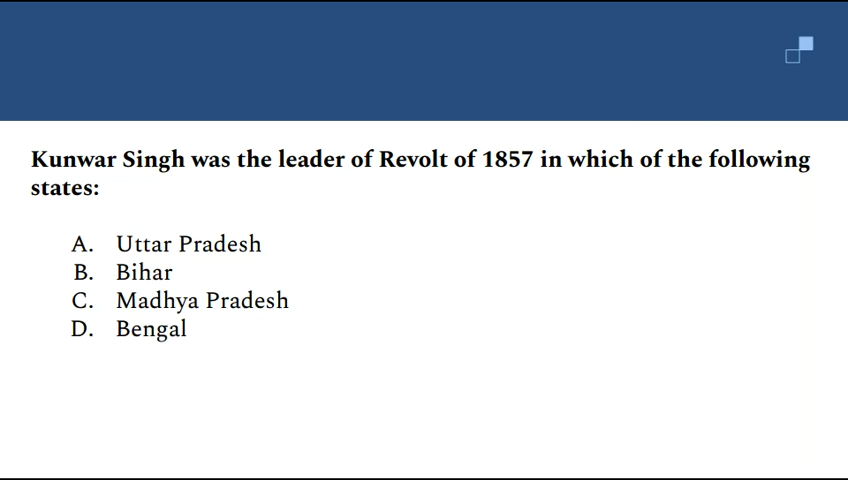 Kunwar Singh was the leader of Revolt of 1857 in which of the following
states:
A. Uttar Pradesh
B. Bihar
C. Madhya Pradesh
D. Bengal